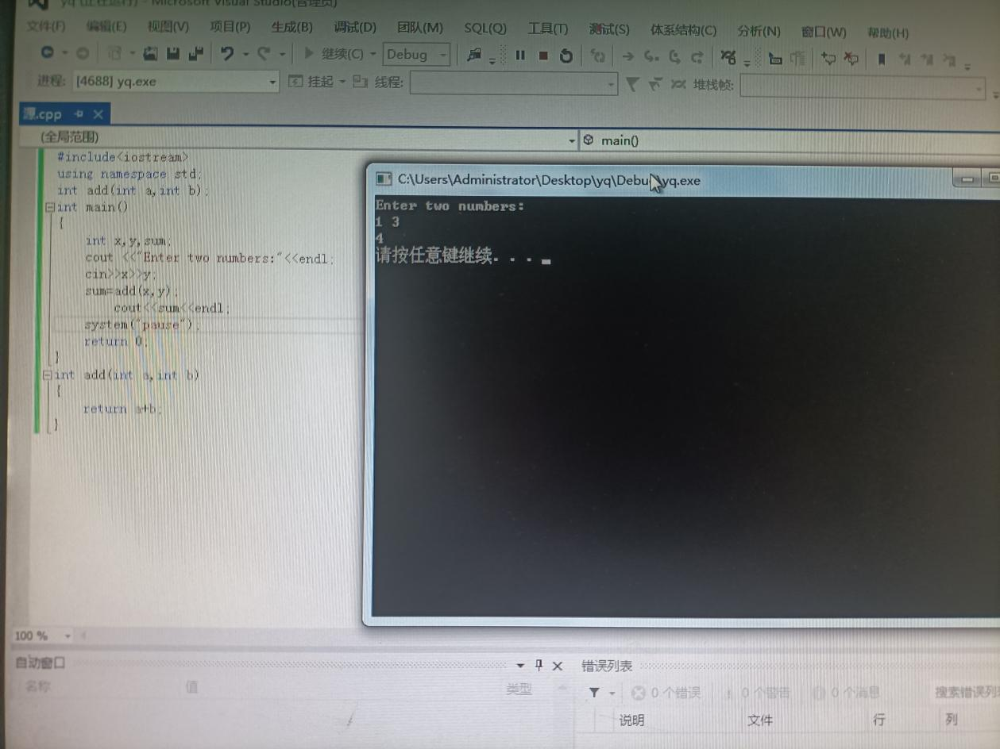 yq (正在运行) - Microsoft Visual Studio(管理员)
文件(F) 编辑(E) 视图(V) 项目(P) 生成(B) 调试(D) 团队(M) SQL(Q) 工具(T) 测试(S) 体系结构(C) 分析(N) 窗口(W) 帮助(H)
继续(C) Debug
进程: [4688] yq.exe 挂起 线程: 堆栈帧:
源.cpp
(全局范围) main()
#include<iostream>
using namespace std;
int add(int a,int b);
int main()
{
int x,y,sum;
cout <<"Enter two numbers:"<<endl;
cin>>x>>y;
sum=add(x,y);
cout<<sum<<endl;
system("pause");
return 0;
}
int add(int a,int b)
{
return a+b;
}
C:\Users\Administrator\Desktop\yq\Debu\yq.exe
Enter two numbers:
1 3
4
请按任意键继续. . .
100 %
自动窗口
名称 值 类型
错误列表
0 个错误 0 个警告 0 个消息 搜索错误列
说明 文件 行 列